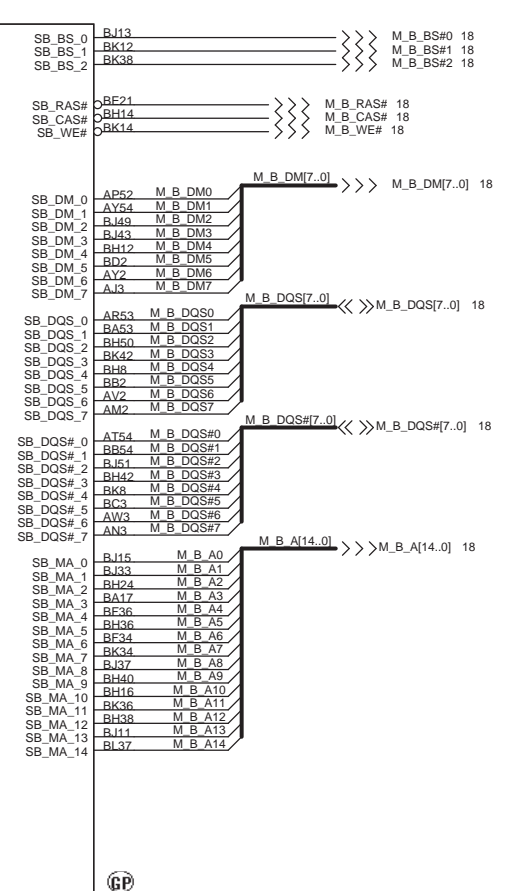 SB_BS_0 BJ13 M_B_BS#0 18
SB_BS_1 BK12 M_B_BS#1 18
SB_BS_2 BK38 M_B_BS#2 18
SB_RAS# BF21 M_B_RAS# 18
SB_CAS# BH14 M_B_CAS# 18
SB_WE# BK14 M_B_WE# 18
M_B_DM[7..0] M_B_DM[7..0] 18
SB_DM_0 AP52 M_B_DM0
SB_DM_1 AY54 M_B_DM1
SB_DM_2 BJ49 M_B_DM2
SB_DM_3 BJ43 M_B_DM3
SB_DM_4 BH12 M_B_DM4
SB_DM_5 BD2 M_B_DM5
SB_DM_6 AY2 M_B_DM6
SB_DM_7 AJ3 M_B_DM7
M_B_DQS[7..0] M_B_DQS[7..0] 18
SB_DQS_0 AR53 M_B_DQS0
SB_DQS_1 BA53 M_B_DQS1
SB_DQS_2 BH50 M_B_DQS2
SB_DQS_3 BK42 M_B_DQS3
SB_DQS_4 BH8 M_B_DQS4
SB_DQS_5 BB2 M_B_DQS5
SB_DQS_6 AV2 M_B_DQS6
SB_DQS_7 AM2 M_B_DQS7
M_B_DQS#[7..0] M_B_DQS#[7..0] 18
SB_DQS#_0 AT54 M_B_DQS#0
SB_DQS#_1 BB54 M_B_DQS#1
SB_DQS#_2 BJ51 M_B_DQS#2
SB_DQS#_3 BH42 M_B_DQS#3
SB_DQS#_4 BK8 M_B_DQS#4
SB_DQS#_5 BC3 M_B_DQS#5
SB_DQS#_6 AW3 M_B_DQS#6
SB_DQS#_7 AN3 M_B_DQS#7
M_B_A[14..0] M_B_A[14..0] 18
SB_MA_0 BJ15 M_B_A0
SB_MA_1 BJ33 M_B_A1
SB_MA_2 BH24 M_B_A2
SB_MA_3 BA17 M_B_A3
SB_MA_4 BF36 M_B_A4
SB_MA_5 BH36 M_B_A5
SB_MA_6 BF34 M_B_A6
SB_MA_7 BK34 M_B_A7
SB_MA_8 BJ37 M_B_A8
SB_MA_9 BH40 M_B_A9
SB_MA_10 BH16 M_B_A10
SB_MA_11 BK36 M_B_A11
SB_MA_12 BH38 M_B_A12
SB_MA_13 BJ11 M_B_A13
SB_MA_14 BL37 M_B_A14
GP